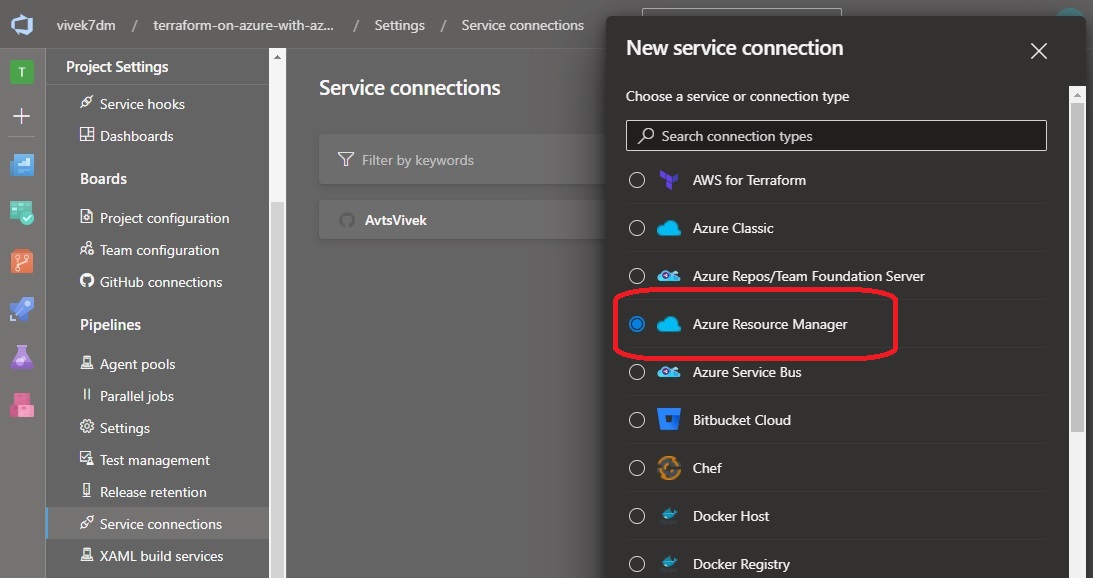 vivek7dm / terraform-on-azure-with-az... / Settings / Service connections
T
Project Settings
Service hooks
Dashboards
Boards
Project configuration
Team configuration
GitHub connections
Pipelines
Agent pools
Parallel jobs
Settings
Test management
Release retention
Service connections
XAML build services
Service connections
Filter by keywords
AvtsVivek
New service connection
Choose a service or connection type
Search connection types
AWS for Terraform
Azure Classic
Azure Repos/Team Foundation Server
Azure Resource Manager
Azure Service Bus
Bitbucket Cloud
Chef
Docker Host
Docker Registry